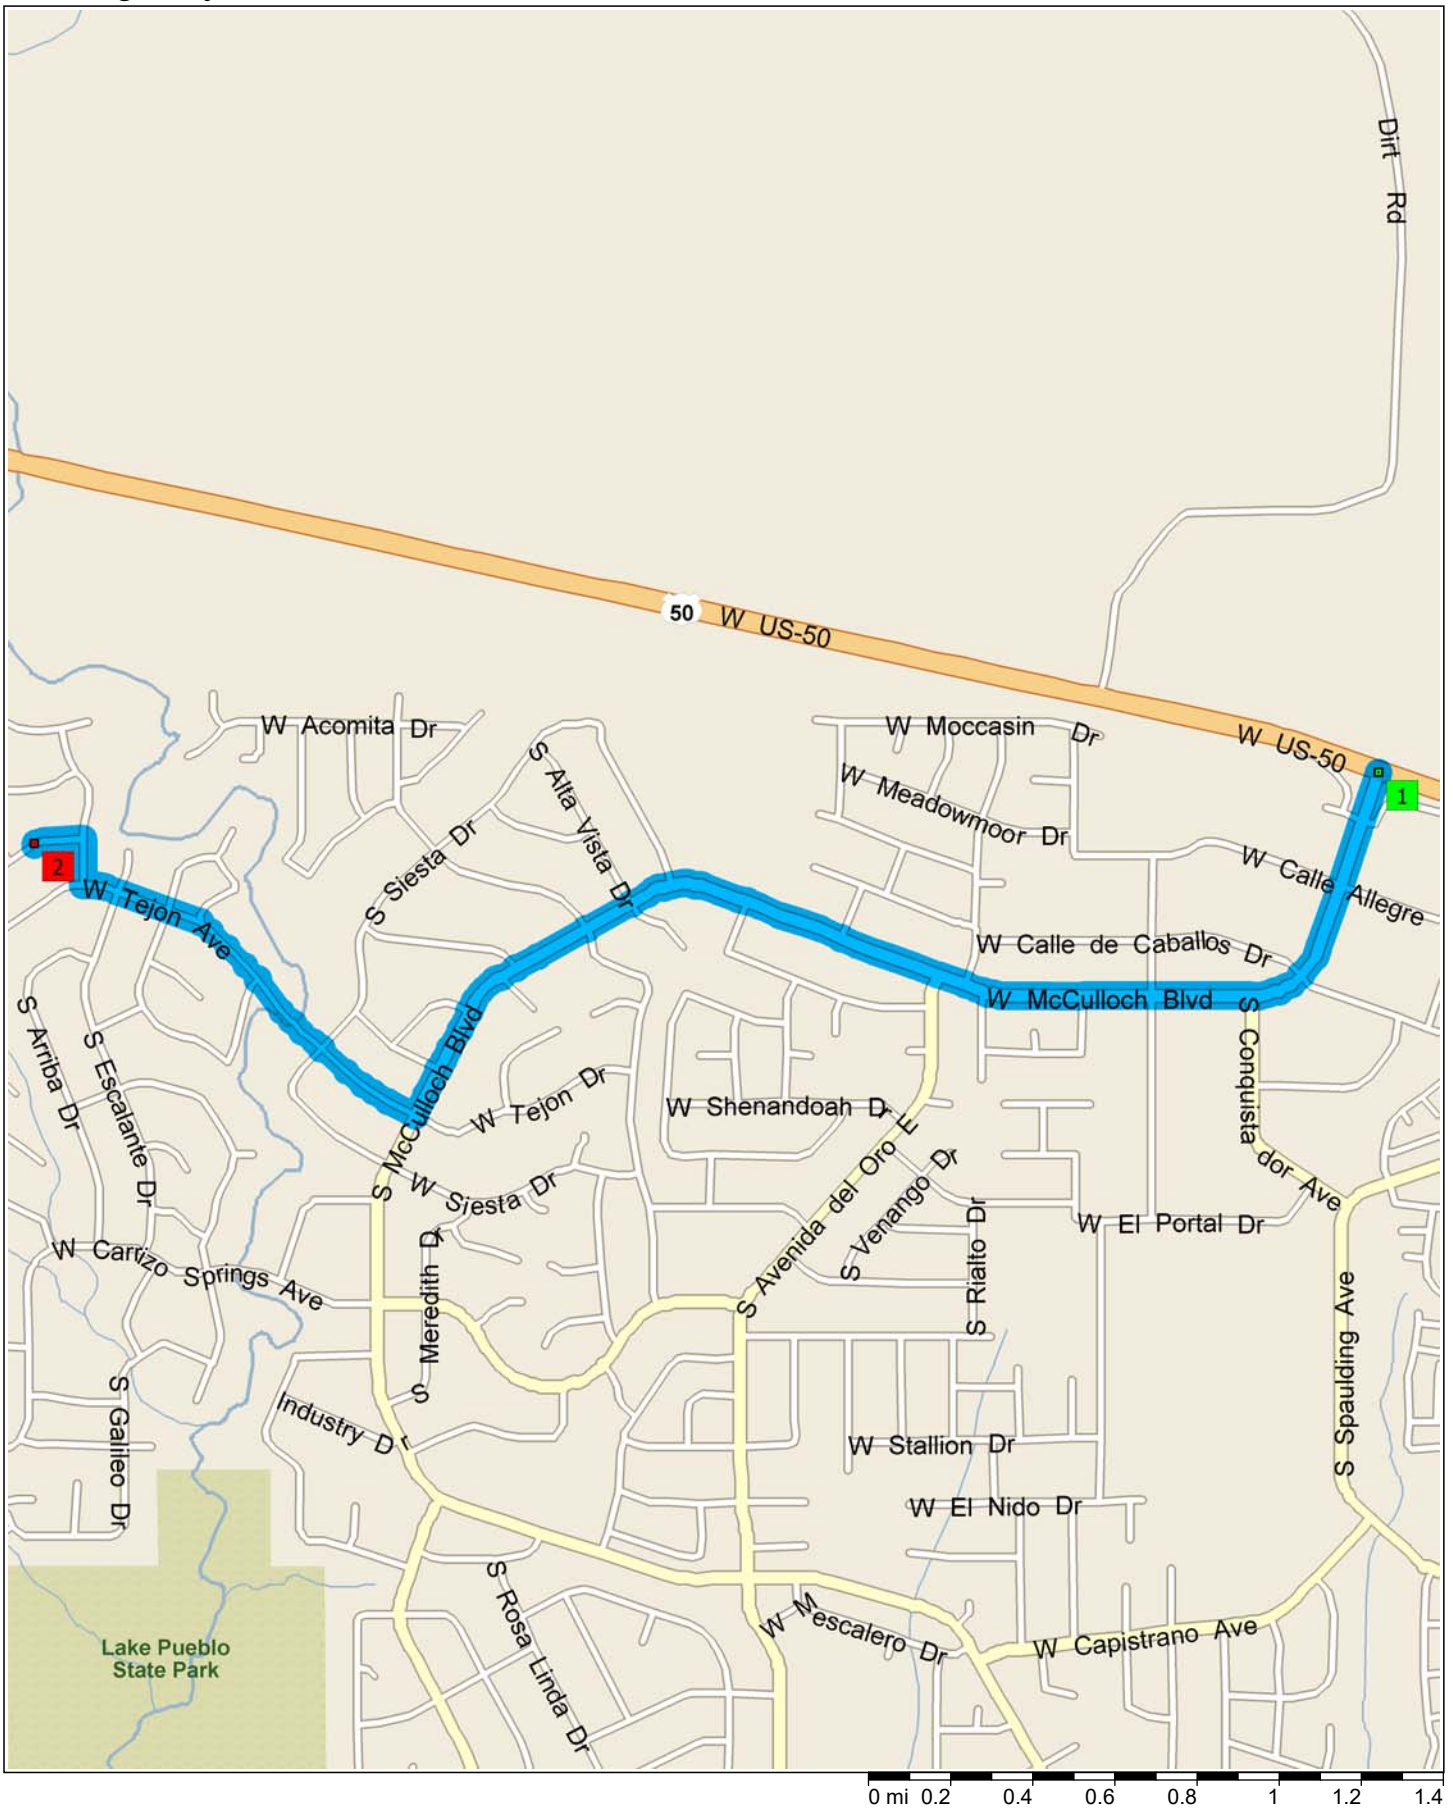 Dirt Rd
50
W US-50
W US-50
1
W Acomita Dr
W Moccasin Dr
S Alta Vista Dr
W Meadowmoor Dr
S Siesta Dr
W Calle Allegre
2
W Tejon Ave
W Calle de Caballos Dr
W McCulloch Blvd
S Conquista dor Ave
S Arriba Dr
S Escalante Dr
S McCulloch Blvd
W Tejon Dr
W Shenandoah Dr
S Avenida del Oro E
S Venango Dr
W Siesta Dr
S Rialto Dr
W El Portal Dr
W Carrizo Springs Ave
S Meredith Dr
S Spaulding Ave
S Galileo Dr
Industry Dr
W Stallion Dr
W El Nido Dr
S Rosa Linda Dr
W Mescalero Dr
W Capistrano Ave
Lake Pueblo
State Park
0 mi 0.2 0.4 0.6 0.8 1 1.2 1.4